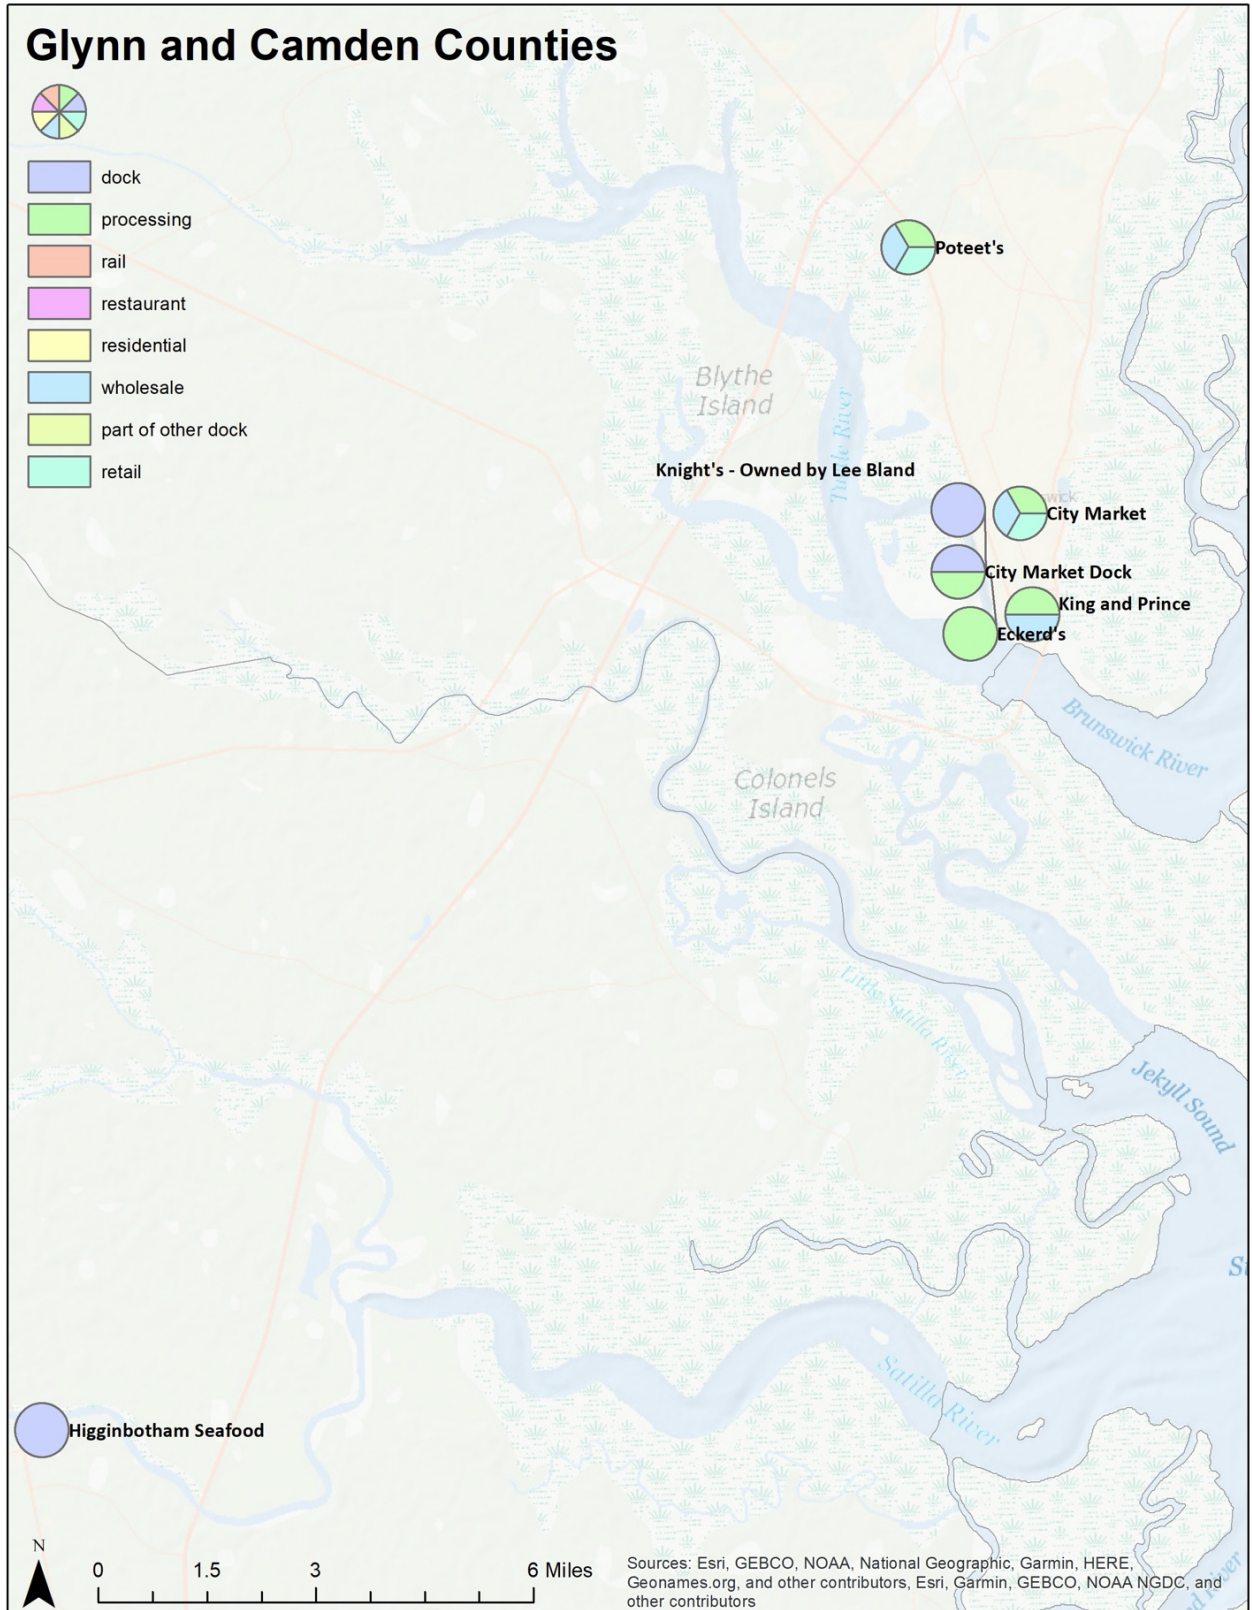 Glynn and Camden Counties
dock
processing
rail
restaurant
residential
wholesale
part of other dock
retail
Poteet's
Blythe
Island
Turtle River
Knight's - Owned by Lee Bland
wick
City Market
City Market Dock
King and Prince
Eckerd's
Brunswick River
Colonels
Island
Little Satilla River
Jekyll Sound
Satilla River
Higginbotham Seafood
N
0 1.5 3 6 Miles
Sources: Esri, GEBCO, NOAA, National Geographic, Garmin, HERE,
Geonames.org, and other contributors, Esri, Garmin, GEBCO, NOAA NGDC, and
other contributors